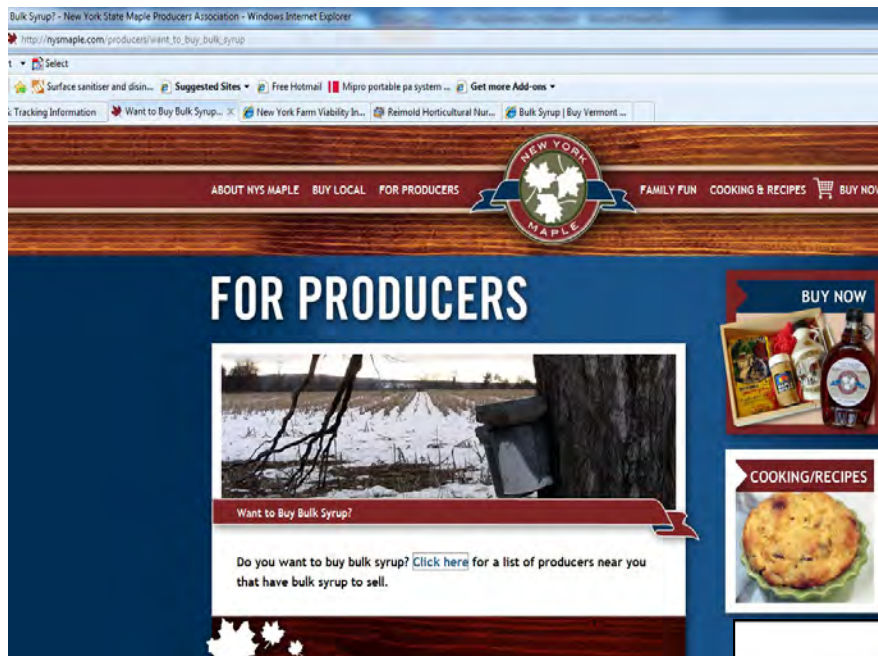 Bulk Syrup? - New York State Maple Producers Association - Windows Internet Explorer
http://nysmaple.com/producers/want_to_buy_bulk_syrup
Select
Surface sanitiser and disin... Suggested Sites Free Hotmail Mipro portable pa system ... Get more Add-ons
Tracking Information Want to Buy Bulk Syrup... X New York Farm Viability In... Reimold Horticultural Nur... Bulk Syrup | Buy Vermont ...
NEW YORK
MAPLE
ABOUT NYS MAPLE BUY LOCAL FOR PRODUCERS FAMILY FUN COOKING & RECIPES BUY NOW
FOR PRODUCERS
BUY NOW
COOKING/RECIPES
Want to Buy Bulk Syrup?
Do you want to buy bulk syrup? Click here for a list of producers near you
that have bulk syrup to sell.